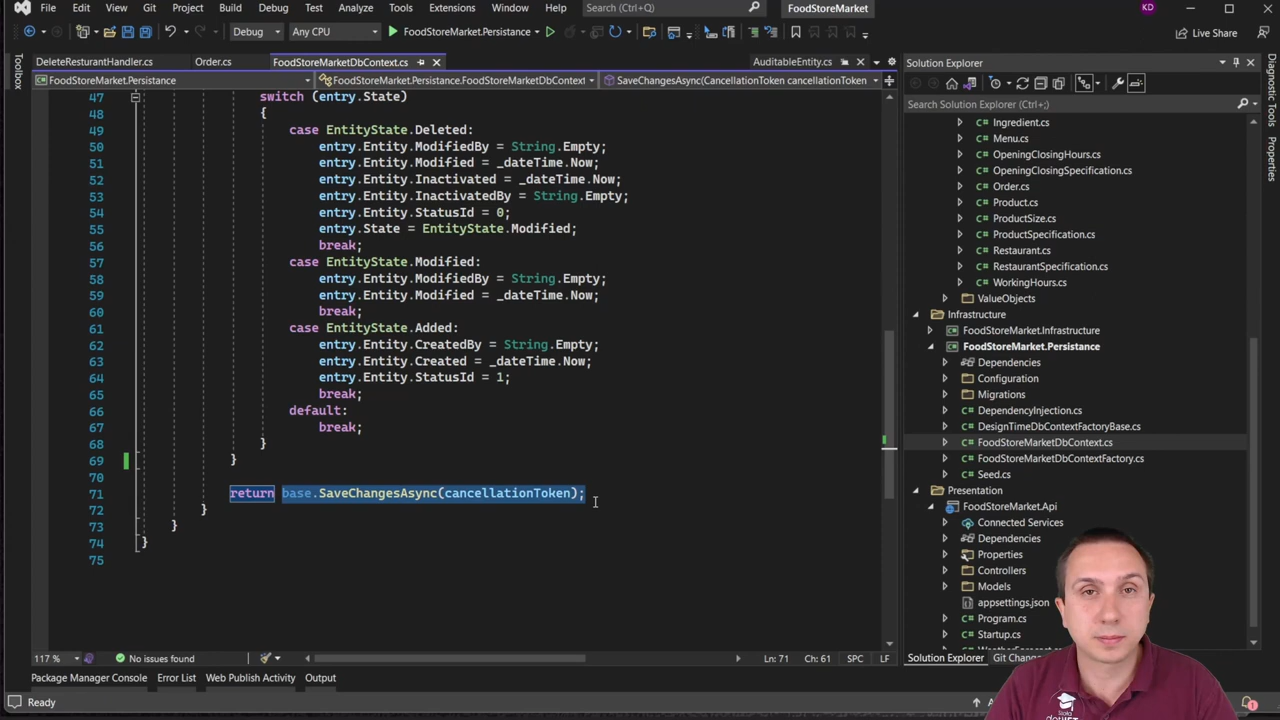 File Edit View Git Project Build Debug Test Analyze Tools Extensions Window Help Search (Ctrl+;) FoodStoreMarket KD
Debug Any CPU FoodStoreMarket.Persistance Live Share
DeleteResturantHandler.cs Order.cs FoodStoreMarketDbContext.cs AuditableEntity.cs
FoodStoreMarket.Persistance FoodStoreMarket.Persistance.FoodStoreMarketDbContext SaveChangesAsync(CancellationToken cancellationToken
Toolbox
47 switch (entry.State)
48 {
49 case EntityState.Deleted:
50 entry.Entity.ModifiedBy = String.Empty;
51 entry.Entity.Modified = _dateTime.Now;
52 entry.Entity.Inactivated = _dateTime.Now;
53 entry.Entity.InactivatedBy = String.Empty;
54 entry.Entity.StatusId = 0;
55 entry.State = EntityState.Modified;
56 break;
57 case EntityState.Modified:
58 entry.Entity.ModifiedBy = String.Empty;
59 entry.Entity.Modified = _dateTime.Now;
60 break;
61 case EntityState.Added:
62 entry.Entity.CreatedBy = String.Empty;
63 entry.Entity.Created = _dateTime.Now;
64 entry.Entity.StatusId = 1;
65 break;
66 default:
67 break;
68 }
69 }
70
71 return base.SaveChangesAsync(cancellationToken);
72 }
73 }
74 }
75
117 % No issues found Ln: 71 Ch: 61 SPC LF
Package Manager Console Error List Web Publish Activity Output
Ready
Solution Explorer
Search Solution Explorer (Ctrl+;)
C# Ingredient.cs
C# Menu.cs
C# OpeningClosingHours.cs
C# OpeningClosingSpecification.cs
C# Order.cs
C# Product.cs
C# ProductSize.cs
C# ProductSpecification.cs
C# Restaurant.cs
C# RestaurantSpecification.cs
C# WorkingHours.cs
ValueObjects
Infrastructure
FoodStoreMarket.Infrastructure
FoodStoreMarket.Persistance
Dependencies
Configuration
Migrations
C# DependencyInjection.cs
C# DesignTimeDbContextFactoryBase.cs
C# FoodStoreMarketDbContext.cs
C# FoodStoreMarketDbContextFactory.cs
C# Seed.cs
Presentation
FoodStoreMarket.Api
Connected Services
Dependencies
Properties
Controllers
Models
appsettings.json
C# Program.cs
C# Startup.cs
Solution Explorer Git Chang
Diagnostic Tools
Properties